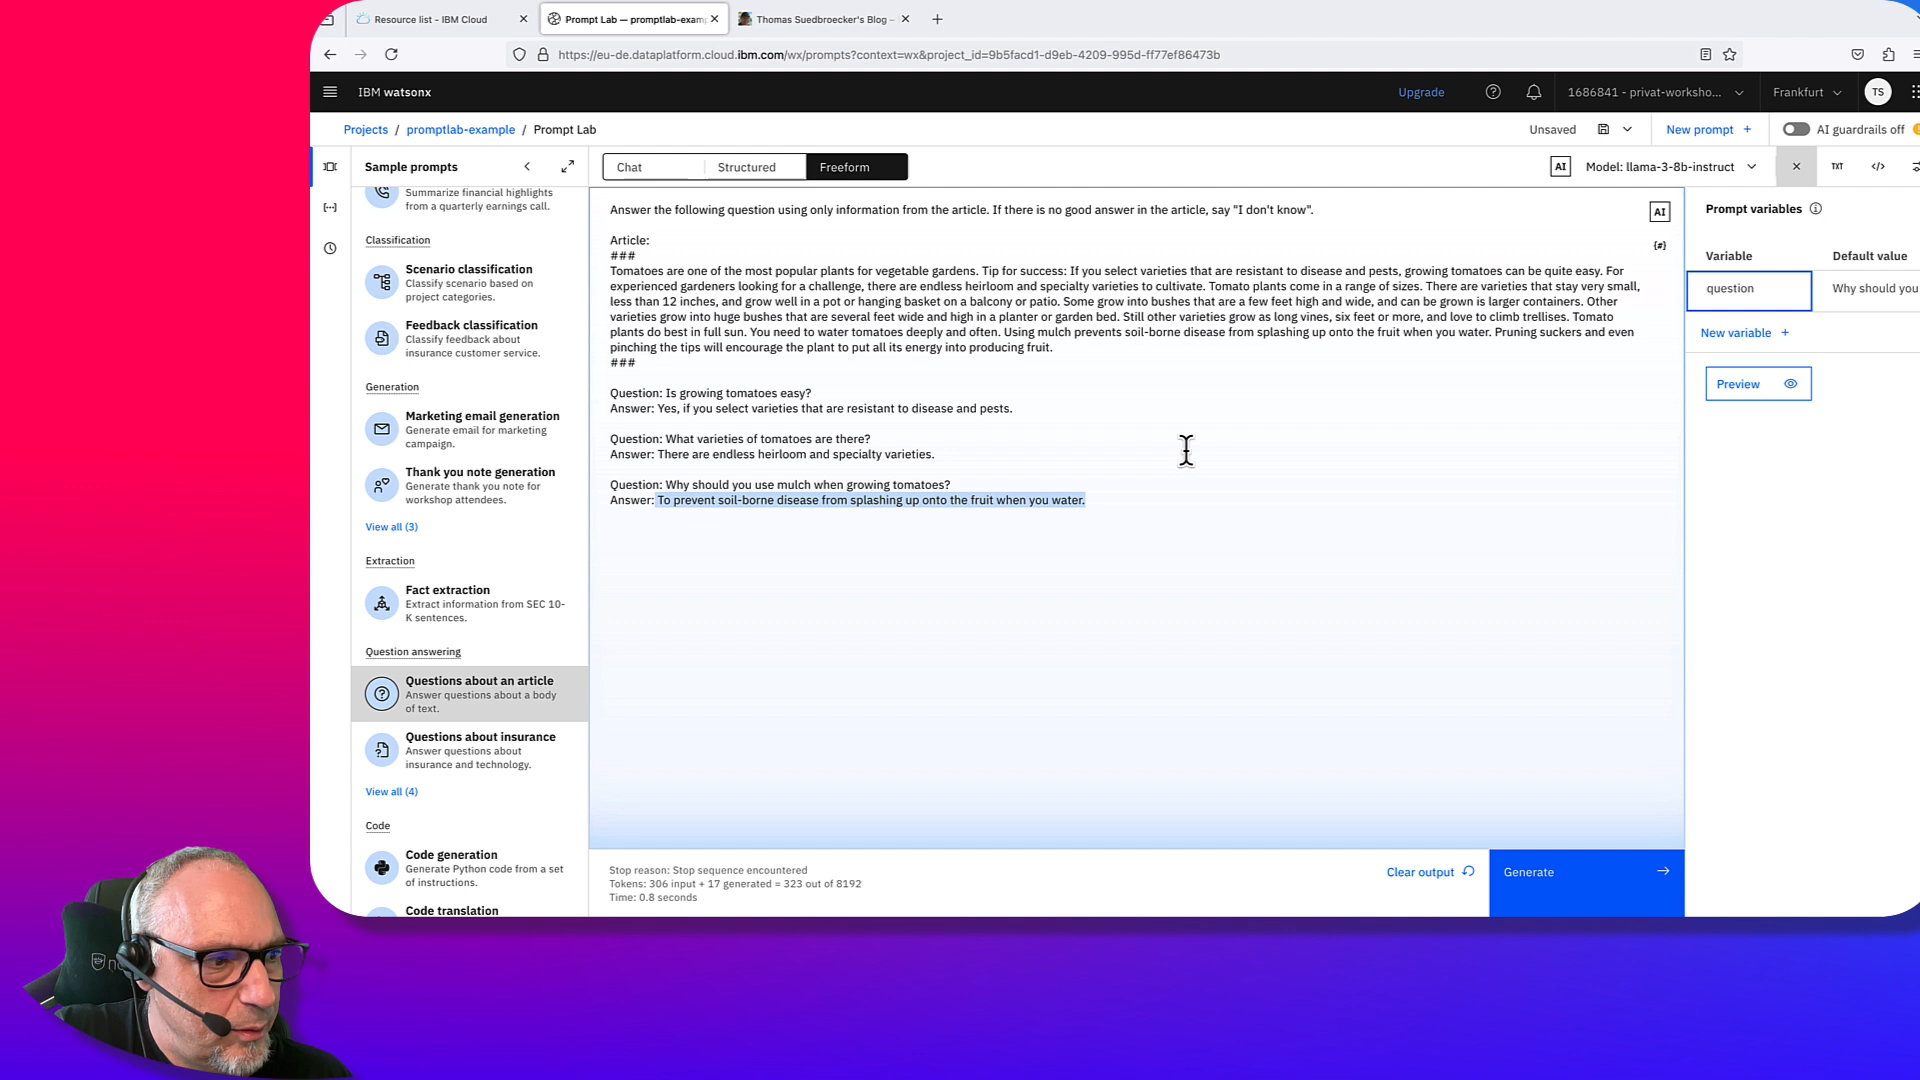 Resource list - IBM Cloud
Prompt Lab — promptlab-exam
Thomas Suedbroecker's Blog –
https://eu-de.dataplatform.cloud.ibm.com/wx/prompts?context=wx&project_id=9b5facd1-d9eb-4209-995d-ff77ef86473b
IBM watsonx
Upgrade
1686841 - privat-worksho...
Frankfurt
TS
Projects / promptlab-example / Prompt Lab
Unsaved
New prompt +
AI guardrails off
Sample prompts
Chat
Structured
Freeform
AI
Model: llama-3-8b-instruct
TXT
</>
Summarize financial highlights
from a quarterly earnings call.
Classification
Scenario classification
Classify scenario based on
project categories.
Feedback classification
Classify feedback about
insurance customer service.
Generation
Marketing email generation
Generate email for marketing
campaign.
Thank you note generation
Generate thank you note for
workshop attendees.
View all (3)
Extraction
Fact extraction
Extract information from SEC 10-
K sentences.
Question answering
Questions about an article
Answer questions about a body
of text.
Questions about insurance
Answer questions about
insurance and technology.
View all (4)
Code
Code generation
Generate Python code from a set
of instructions.
Code translation
Answer the following question using only information from the article. If there is no good answer in the article, say "I don't know".
Article:
###
Tomatoes are one of the most popular plants for vegetable gardens. Tip for success: If you select varieties that are resistant to disease and pests, growing tomatoes can be quite easy. For
experienced gardeners looking for a challenge, there are endless heirloom and specialty varieties to cultivate. Tomato plants come in a range of sizes. There are varieties that stay very small,
less than 12 inches, and grow well in a pot or hanging basket on a balcony or patio. Some grow into bushes that are a few feet high and wide, and can be grown is larger containers. Other
varieties grow into huge bushes that are several feet wide and high in a planter or garden bed. Still other varieties grow as long vines, six feet or more, and love to climb trellises. Tomato
plants do best in full sun. You need to water tomatoes deeply and often. Using mulch prevents soil-borne disease from splashing up onto the fruit when you water. Pruning suckers and even
pinching the tips will encourage the plant to put all its energy into producing fruit.
###
Question: Is growing tomatoes easy?
Answer: Yes, if you select varieties that are resistant to disease and pests.
Question: What varieties of tomatoes are there?
Answer: There are endless heirloom and specialty varieties.
Question: Why should you use mulch when growing tomatoes?
Answer: To prevent soil-borne disease from splashing up onto the fruit when you water.
AI
{#}
Stop reason: Stop sequence encountered
Tokens: 306 input + 17 generated = 323 out of 8192
Time: 0.8 seconds
Clear output
Generate
Prompt variables
Variable
Default value
question
Why should you
New variable +
Preview